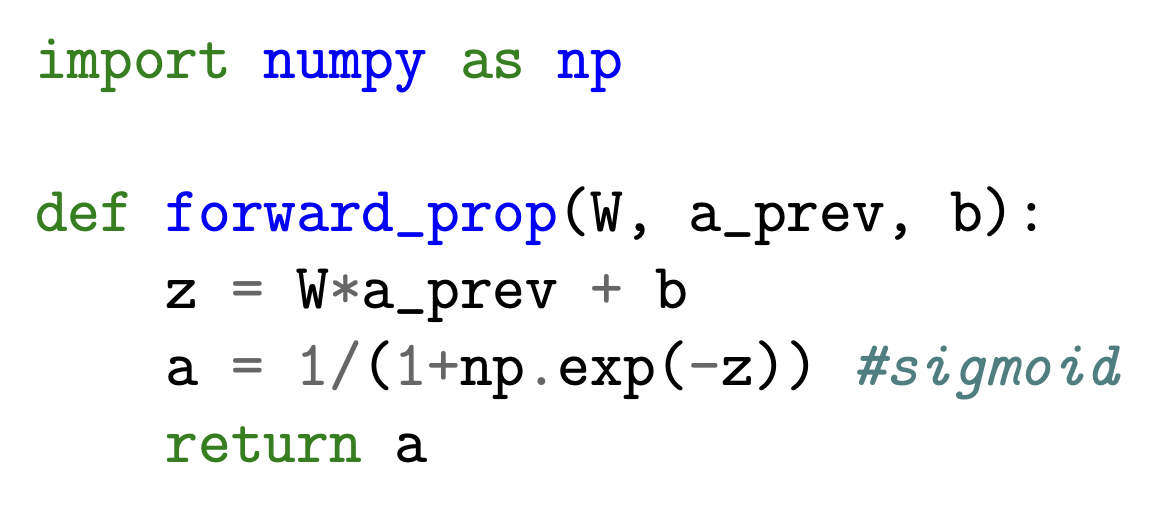 import numpy as np
def forward_prop(W, a_prev, b):
    z = W*a_prev + b
    a = 1/(1+np.exp(-z)) #sigmoid
    return a